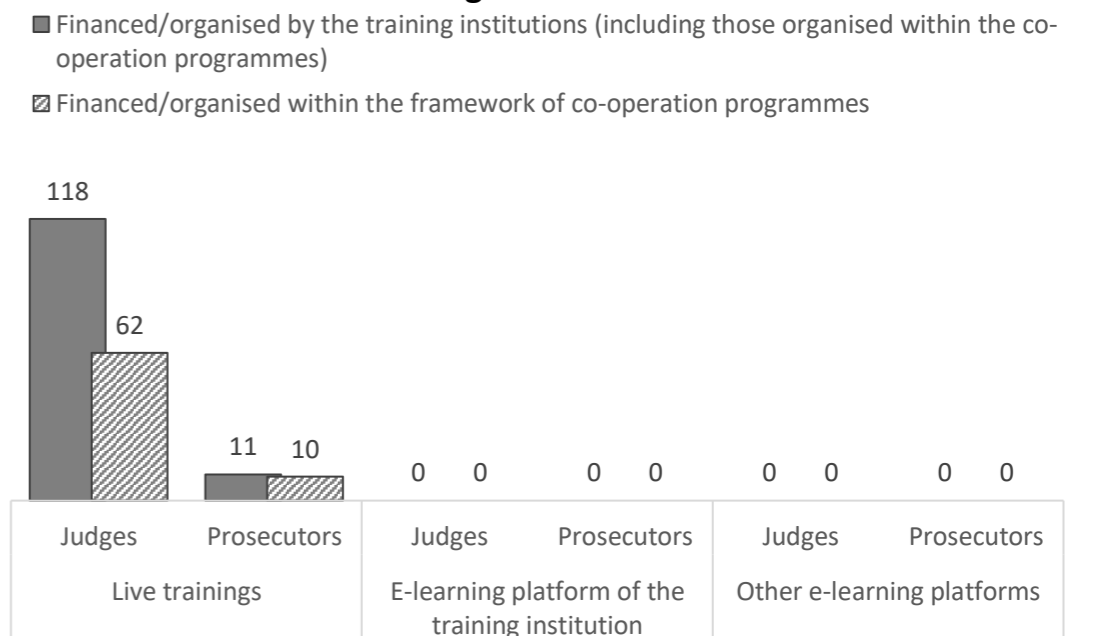 Financed/organised by the training institutions (including those organised within the co-
operation programmes)
Financed/organised within the framework of co-operation programmes
118
62
11
10
0
0
0
0
0
0
0
0
Judges
Prosecutors
Judges
Prosecutors
Judges
Prosecutors
Live trainings
E-learning platform of the
training institution
Other e-learning platforms